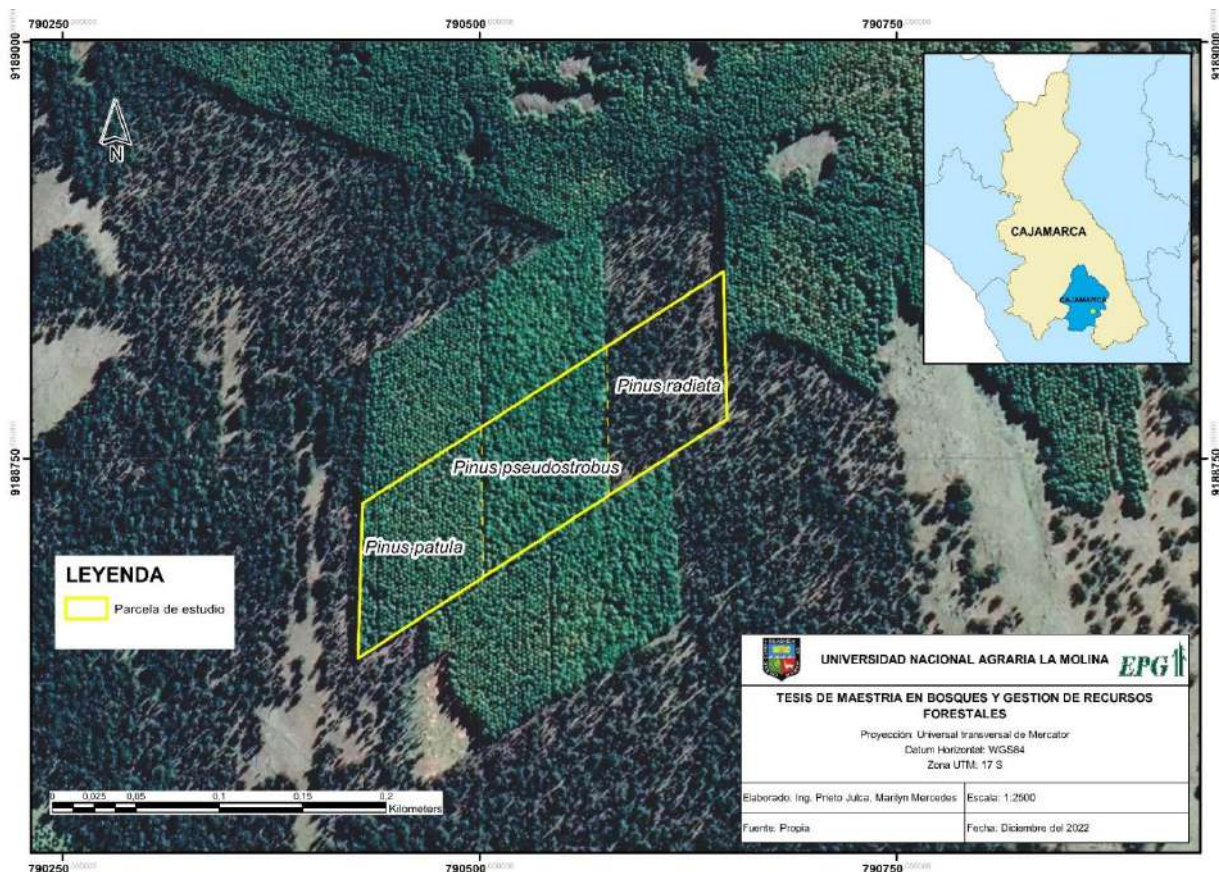 790250
790500
790750
9189000
9189000
N
CAJAMARCA
CAJAMARCA
Pinus radiata
Pinus pseudostrobus
Pinus patula
9188750
9188750
LEYENDA
Parcela de estudio
0 0,025 0,05 0,1 0,15 0,2
Kilometers
UNIVERSIDAD NACIONAL AGRARIA LA MOLINA
EPG
TESIS DE MAESTRIA EN BOSQUES Y GESTION DE RECURSOS
FORESTALES
Proyección: Universal transversal de Mercator
Datum Horizontal: WGS84
Zona UTM: 17 S
Elaborado: Ing. Prieto Julca, Marilyn Mercedes
Escala: 1:2500
Fuente: Propia
Fecha: Diciembre del 2022
790250
790500
790750